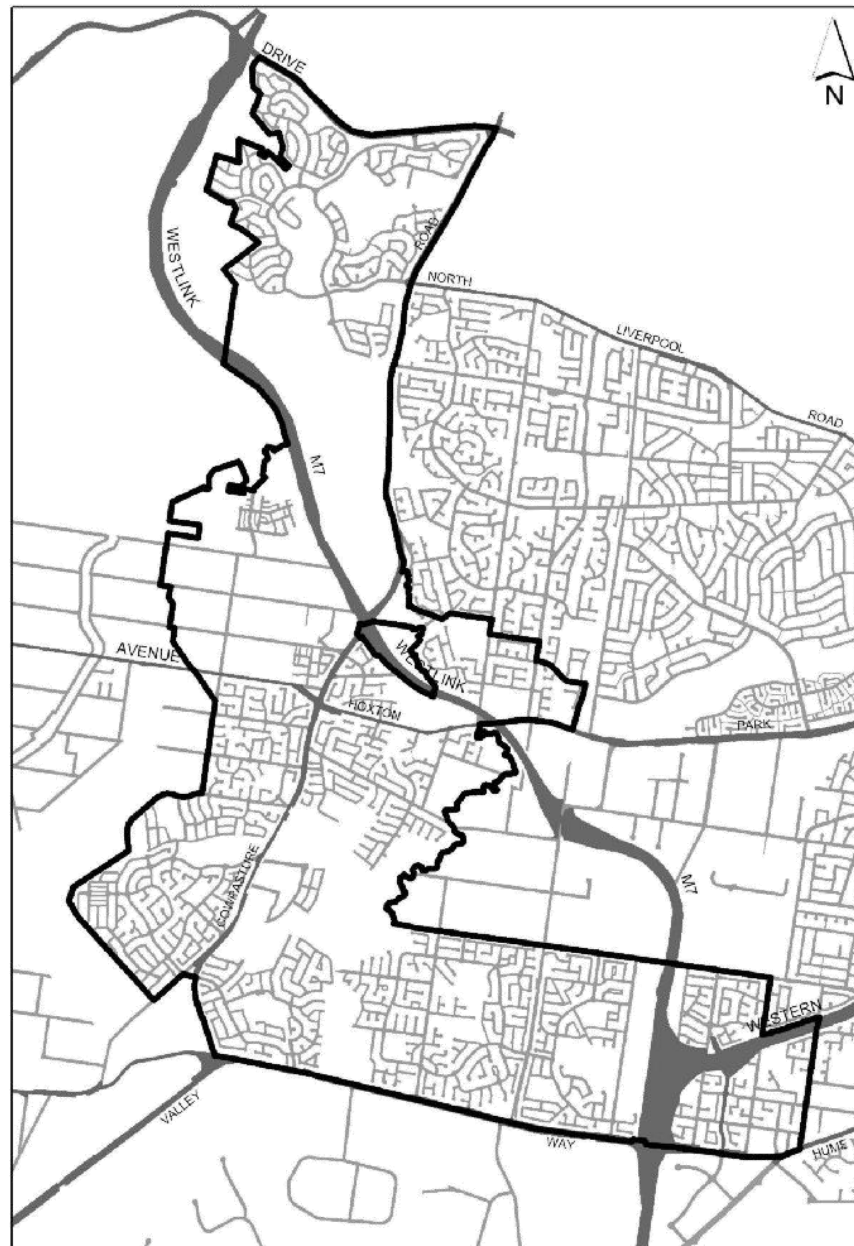 DRIVE
N
WESTLINK
ROAD
NORTH
LIVERPOOL
ROAD
M7
AVENUE
WESTLINK
HOXTON
PARK
COWPASTURE
M7
WESTERN
VALLEY
WAY
HUME